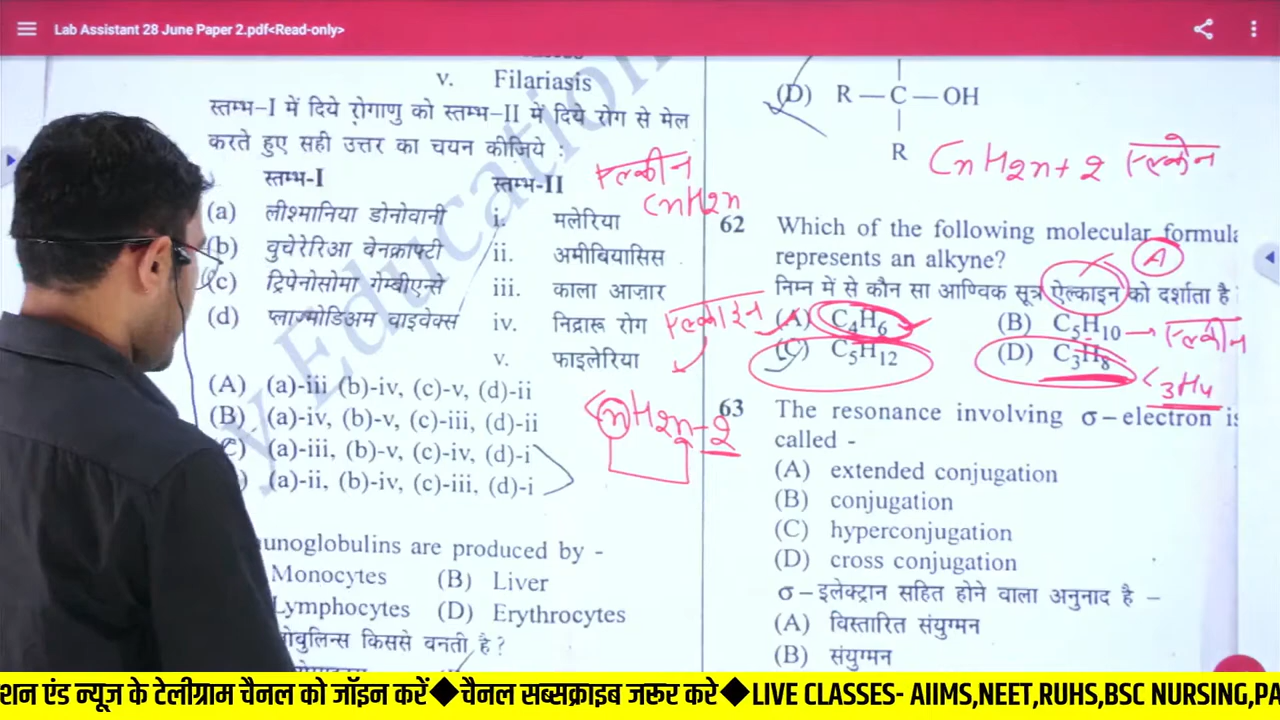 Lab Assistant 28 June Paper 2.pdf<Read-only>
v. Filariasis
स्तम्भ-I में दिये रोगाणु को स्तम्भ-II में दिये रोग से मेल
करते हुए सही उत्तर का चयन कीजिये :
स्तम्भ-I स्तम्भ-II
(a) लीश्मानिया डोनोवानी i. मलेरिया
(b) वुचेरेरिआ वेनक्राफ्टी ii. अमीबियासिस
(c) ट्रिपेनोसोमा गेम्बीएन्से iii. काला आज़ार
(d) प्लाज्मोडिअम वाइवेक्स iv. निद्रारू रोग
v. फाइलेरिया
(A) (a)-iii (b)-iv, (c)-v, (d)-ii
(B) (a)-iv, (b)-v, (c)-iii, (d)-ii
(a)-iii, (b)-v, (c)-iv, (d)-i
(a)-ii, (b)-iv, (c)-iii, (d)-i
unoglobulins are produced by -
Monocytes (B) Liver
Lymphocytes (D) Erythrocytes
किससे बनती है ?
y Education
एल्कीन
CnH2n
एल्काइन
CnH2n-2
(D) R — C — OH
R
CnH2n+2 एल्केन
62 Which of the following molecular formula
represents an alkyne? A
निम्न में से कौन सा आण्विक सूत्र ऐल्काइन को दर्शाता है
(A) C4H6 (B) C5H10 → एल्कीन
(C) C5H12 (D) C3H8
C3H4
63 The resonance involving σ – electron is
called -
(A) extended conjugation
(B) conjugation
(C) hyperconjugation
(D) cross conjugation
σ – इलेक्ट्रान सहित होने वाला अनुनाद है –
(A) विस्तारित संयुग्मन
(B) संयुग्मन
शन एंड न्यूज के टेलीग्राम चैनल को जॉइन करें◆चैनल सब्सक्राइब जरूर करे◆LIVE CLASSES- AIIMS,NEET,RUHS,BSC NURSING,PA